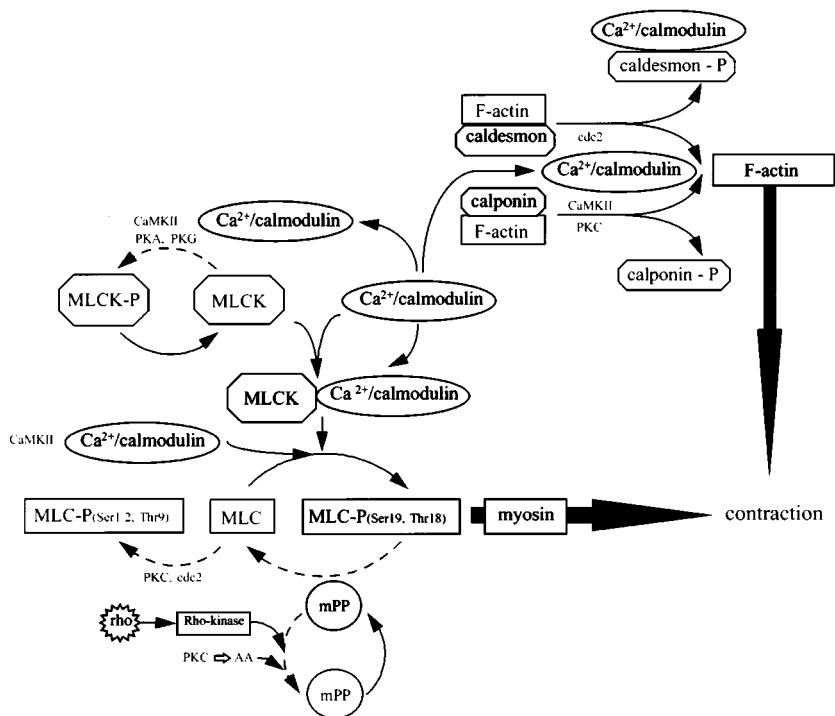 Ca2+/calmodulin
caldesmon - P
F-actin
caldesmon
cdc2
Ca2+/calmodulin
F-actin
calponin
F-actin
CaMKII
PKC
calponin - P
CaMKII
PKA, PKG
Ca2+/calmodulin
MLCK-P
MLCK
Ca2+/calmodulin
MLCK
Ca 2+/calmodulin
CaMKII
Ca2+/calmodulin
MLC-P(Ser1 2, Thr9)
MLC
MLC-P(Ser19, Thr18)
myosin
contraction
PKC, cdc2
mPP
rho
Rho-kinase
PKC ⇨ AA
mPP